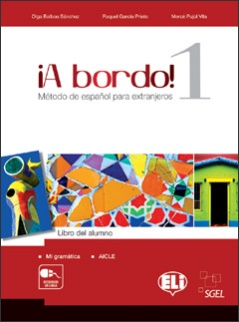 Olga Balboa Sánchez
Raquel García Prieto
Mercè Pujol Vila
¡A bordo! 1
Método de español para extranjeros
Libro del alumno
• Mi gramática • AICLE
ELi
SGEL